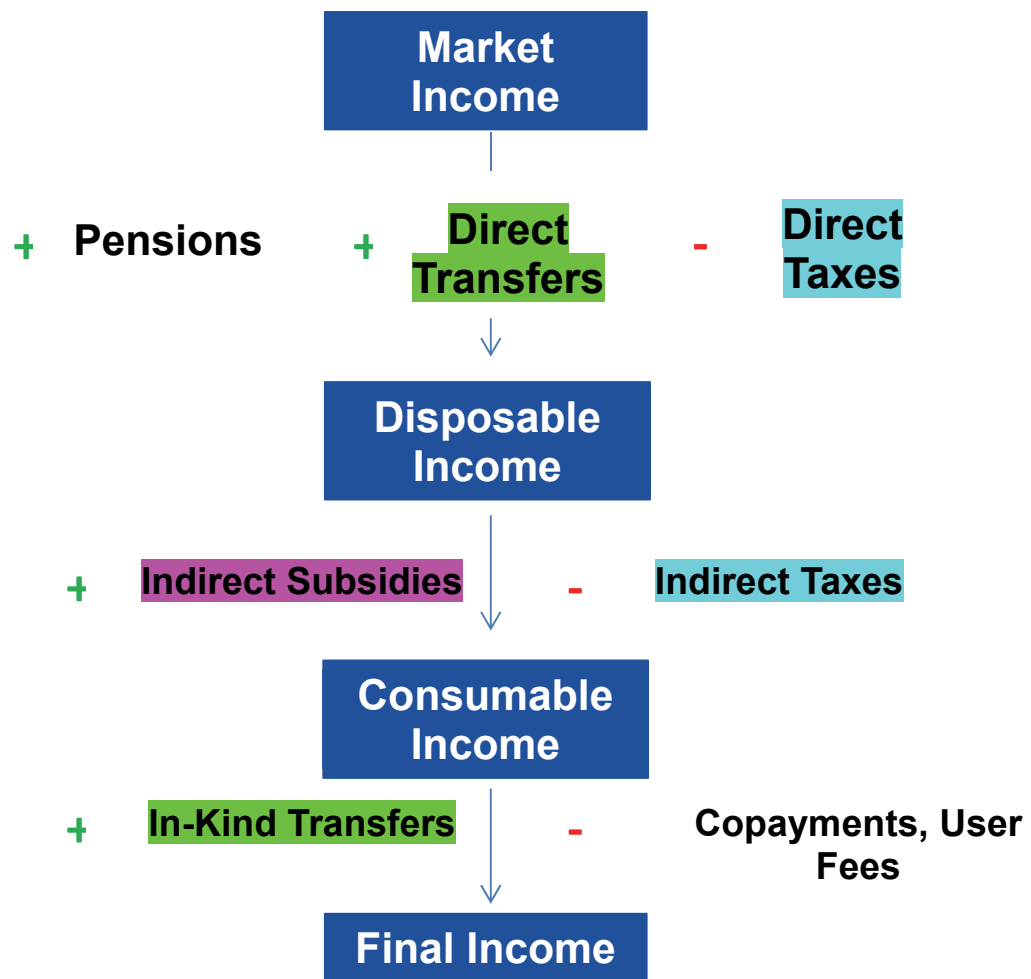 Market
Income
+ Pensions + Direct
Transfers - Direct
Taxes
Disposable
Income
+ Indirect Subsidies - Indirect Taxes
Consumable
Income
+ In-Kind Transfers - Copayments, User
Fees
Final Income